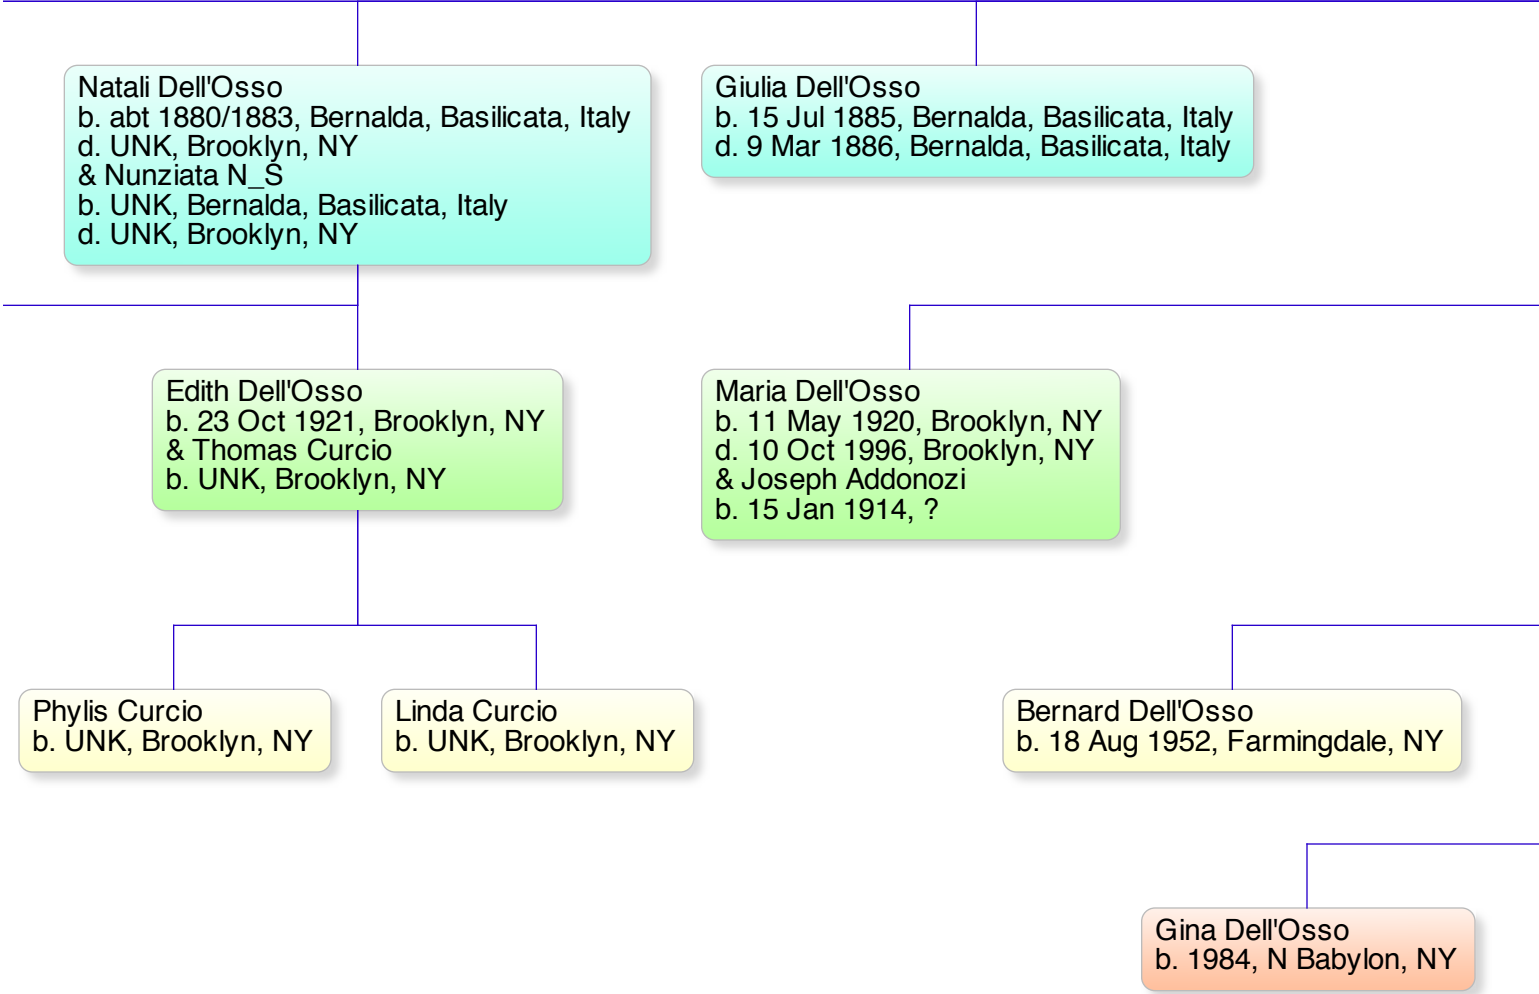 Natali Dell'Osso
b. abt 1880/1883, Bernalda, Basilicata, Italy
d. UNK, Brooklyn, NY
& Nunziata N_S
b. UNK, Bernalda, Basilicata, Italy
d. UNK, Brooklyn, NY
Giulia Dell'Osso
b. 15 Jul 1885, Bernalda, Basilicata, Italy
d. 9 Mar 1886, Bernalda, Basilicata, Italy
Edith Dell'Osso
b. 23 Oct 1921, Brooklyn, NY
& Thomas Curcio
b. UNK, Brooklyn, NY
Maria Dell'Osso
b. 11 May 1920, Brooklyn, NY
d. 10 Oct 1996, Brooklyn, NY
& Joseph Addonozi
b. 15 Jan 1914, ?
Phylis Curcio
b. UNK, Brooklyn, NY
Linda Curcio
b. UNK, Brooklyn, NY
Bernard Dell'Osso
b. 18 Aug 1952, Farmingdale, NY
Gina Dell'Osso
b. 1984, N Babylon, NY